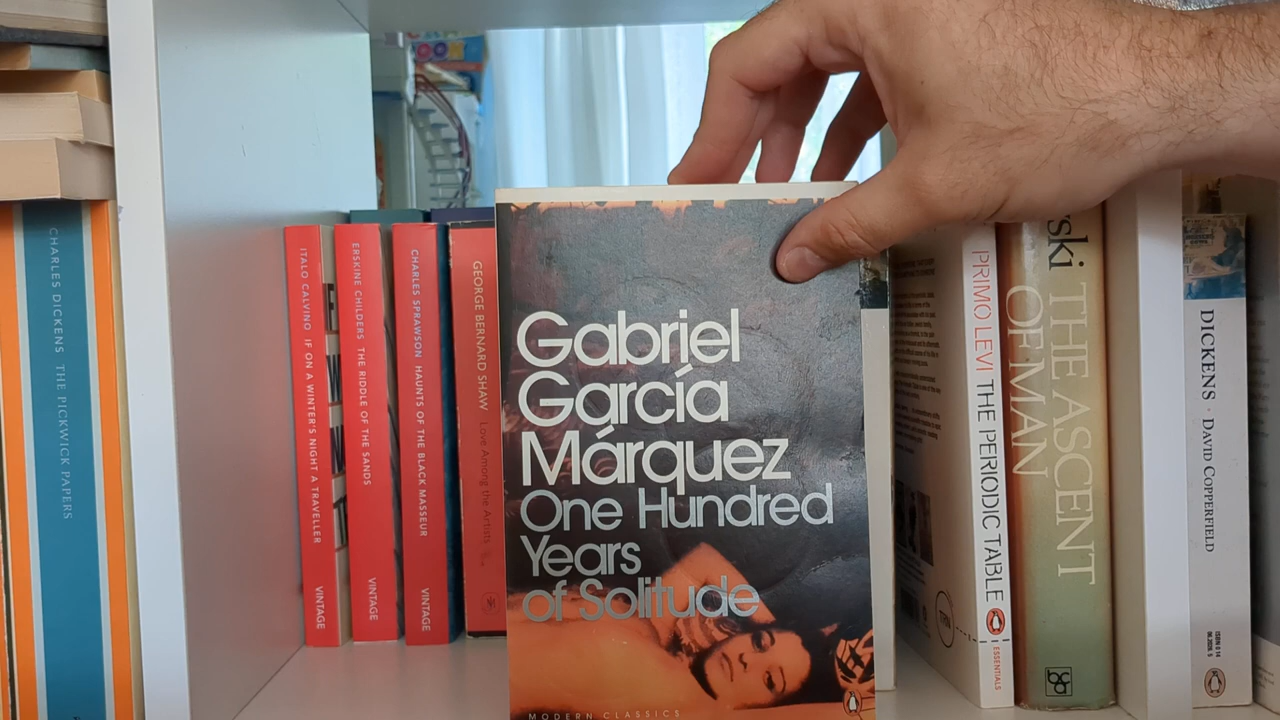 CHARLES DICKENS THE PICKWICK PAPERS
ITALO CALVINO IF ON A WINTER'S NIGHT A TRAVELLER VINTAGE
ERSKINE CHILDERS THE RIDDLE OF THE SANDS VINTAGE
CHARLES SPRAWSON HAUNTS OF THE BLACK MASSEUR VINTAGE
GEORGE BERNARD SHAW Love Among the Artists
Gabriel
García
Márquez
One Hundred
Years
of Solitude
MODERN CLASSICS
PRIMO LEVI THE PERIODIC TABLE ESSENTIALS
ski THE ASCENT
OF MAN
DICKENS · DAVID COPPERFIELD